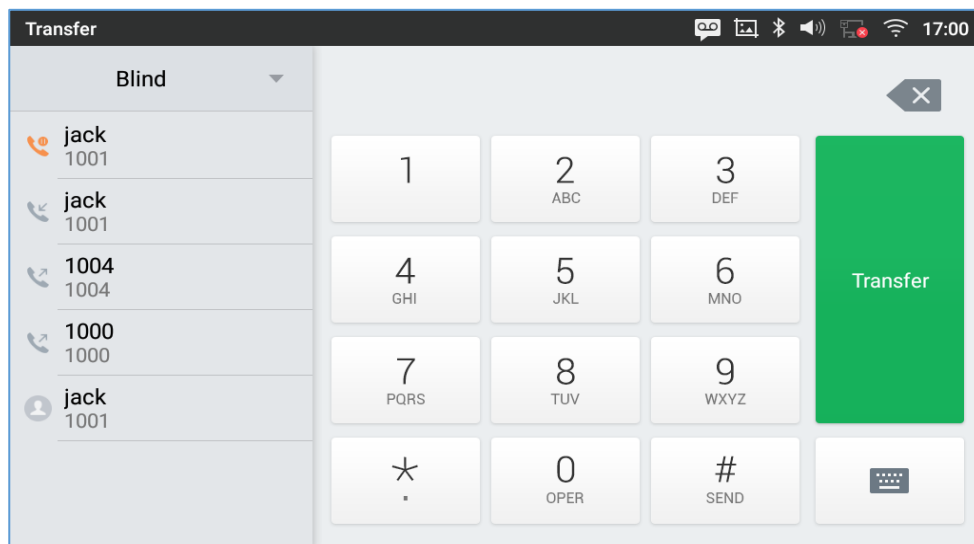 Transfer 17:00
Blind
jack
1001
jack
1001
1004
1004
1000
1000
jack
1001
1 2 3
ABC DEF
4 5 6
GHI JKL MNO
Transfer
7 8 9
PQRS TUV WXYZ
* 0 #
. OPER SEND